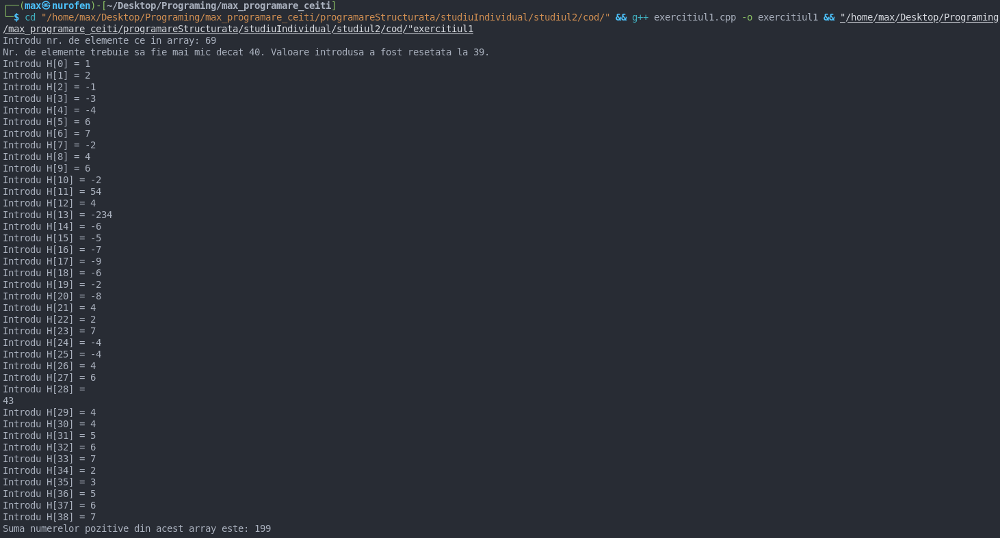 ┌──(max㉿nurofen)-[~/Desktop/Programing/max_programare_ceiti]
└─$ cd "/home/max/Desktop/Programing/max_programare_ceiti/programareStructurata/studiuIndividual/studiul2/cod/" && g++ exercitiul1.cpp -o exercitiul1 && "/home/max/Desktop/Programing
/max_programare_ceiti/programareStructurata/studiuIndividual/studiul2/cod/"exercitiul1
Introdu nr. de elemente ce in array: 69
Nr. de elemente trebuie sa fie mai mic decat 40. Valoare introdusa a fost resetata la 39.
Introdu H[0] = 1
Introdu H[1] = 2
Introdu H[2] = -1
Introdu H[3] = -3
Introdu H[4] = -4
Introdu H[5] = 6
Introdu H[6] = 7
Introdu H[7] = -2
Introdu H[8] = 4
Introdu H[9] = 6
Introdu H[10] = -2
Introdu H[11] = 54
Introdu H[12] = 4
Introdu H[13] = -234
Introdu H[14] = -6
Introdu H[15] = -5
Introdu H[16] = -7
Introdu H[17] = -9
Introdu H[18] = -6
Introdu H[19] = -2
Introdu H[20] = -8
Introdu H[21] = 4
Introdu H[22] = 2
Introdu H[23] = 7
Introdu H[24] = -4
Introdu H[25] = -4
Introdu H[26] = 4
Introdu H[27] = 6
Introdu H[28] =
43
Introdu H[29] = 4
Introdu H[30] = 4
Introdu H[31] = 5
Introdu H[32] = 6
Introdu H[33] = 7
Introdu H[34] = 2
Introdu H[35] = 3
Introdu H[36] = 5
Introdu H[37] = 6
Introdu H[38] = 7
Suma numerelor pozitive din acest array este: 199